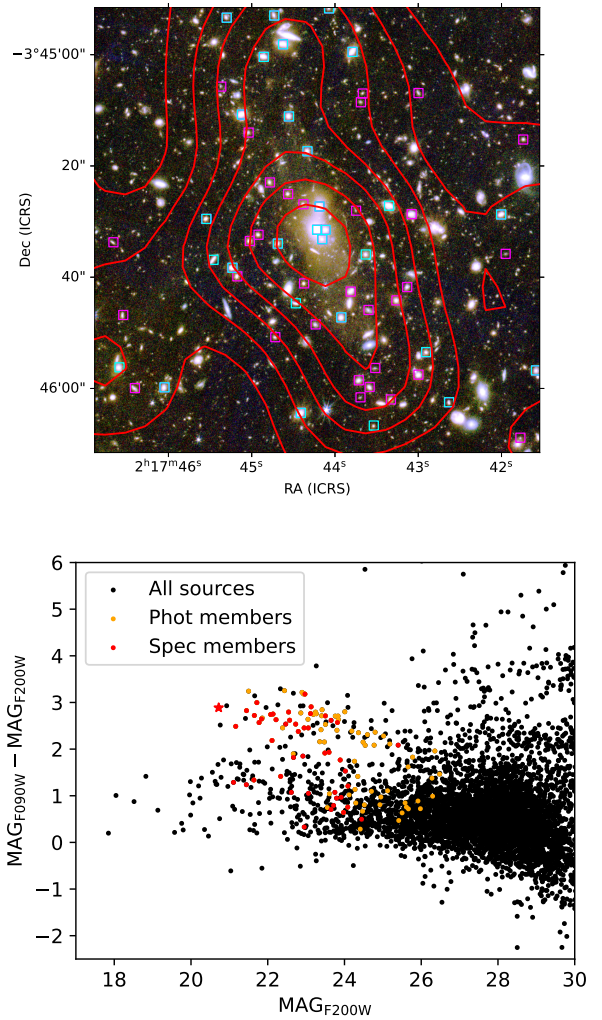 −3°45'00"
20"
40"
46'00"
Dec (ICRS)
2ʰ17ᵐ46ˢ
45ˢ
44ˢ
43ˢ
42ˢ
RA (ICRS)
6
5
4
3
2
1
0
−1
−2
MAG_F090W − MAG_F200W
All sources
Phot members
Spec members
18
20
22
24
26
28
30
MAG_F200W